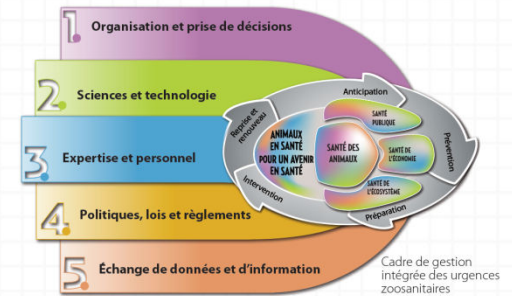 1. Organisation et prise de décisions
2. Sciences et technologie
3. Expertise et personnel
4. Politiques, lois et règlements
5. Échange de données et d'information
Anticipation
Prévention
Préparation
Intervention
Reprise et
renouveau
ANIMAUX
EN SANTÉ
POUR UN AVENIR
EN SANTÉ
SANTÉ DES
ANIMAUX
SANTÉ
PUBLIQUE
SANTÉ DE
L'ÉCONOMIE
SANTÉ DE
L'ÉCOSYSTÈME
Cadre de gestion
intégrée des urgences
zoosanitaires